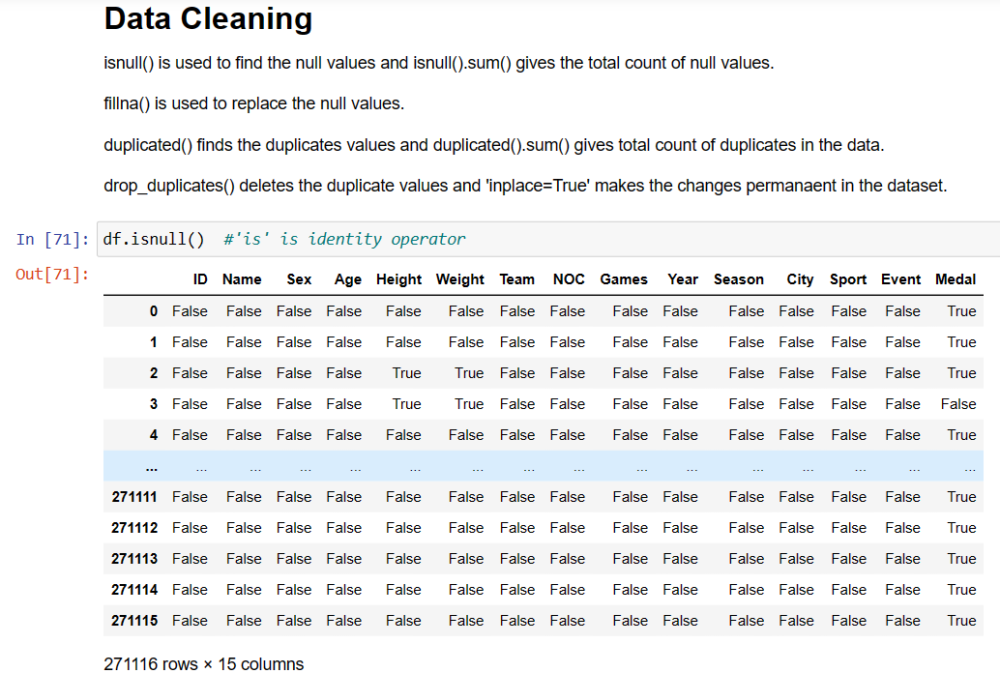 Data Cleaning
isnull() is used to find the null values and isnull().sum() gives the total count of null values.
fillna() is used to replace the null values.
duplicated() finds the duplicates values and duplicated().sum() gives total count of duplicates in the data.
drop_duplicates() deletes the duplicate values and 'inplace=True' makes the changes permanaent in the dataset.
In [71]: df.isnull()  #'is' is identity operator
Out[71]:
ID Name Sex Age Height Weight Team NOC Games Year Season City Sport Event Medal
0 False False False False False False False False False False False False False False True
1 False False False False False False False False False False False False False False True
2 False False False False True True False False False False False False False False True
3 False False False False True True False False False False False False False False False
4 False False False False False False False False False False False False False False True
... ... ... ... ... ... ... ... ... ... ... ... ... ... ... ...
271111 False False False False False False False False False False False False False False True
271112 False False False False False False False False False False False False False False True
271113 False False False False False False False False False False False False False False True
271114 False False False False False False False False False False False False False False True
271115 False False False False False False False False False False False False False False True
271116 rows × 15 columns